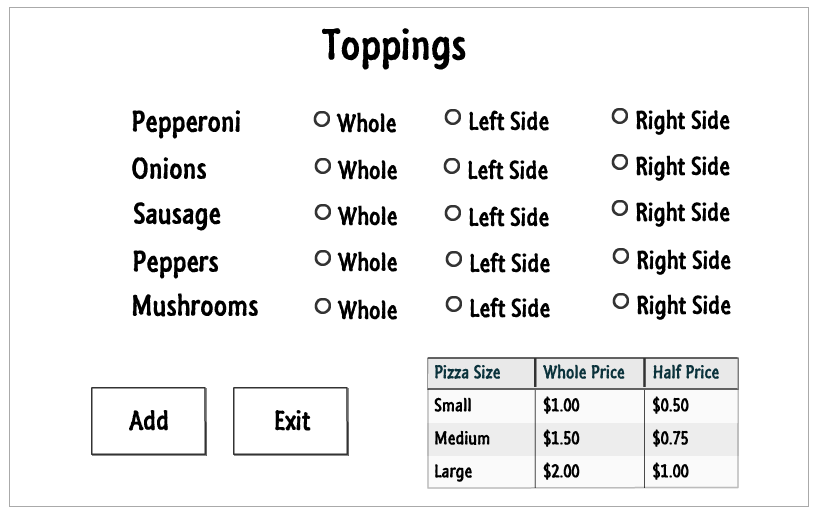 Toppings
Pepperoni Whole Left Side Right Side
Onions Whole Left Side Right Side
Sausage Whole Left Side Right Side
Peppers Whole Left Side Right Side
Mushrooms Whole Left Side Right Side
Add Exit
Pizza Size Whole Price Half Price
Small $1.00 $0.50
Medium $1.50 $0.75
Large $2.00 $1.00